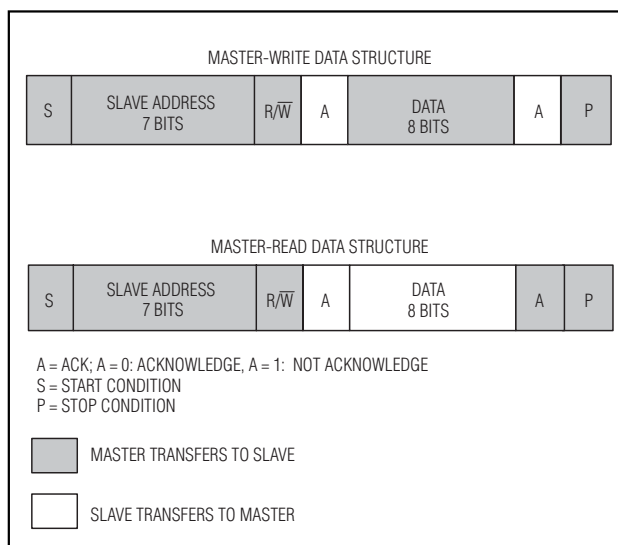 MASTER-WRITE DATA STRUCTURE
S SLAVE ADDRESS 7 BITS R/W̅ A DATA 8 BITS A P
MASTER-READ DATA STRUCTURE
S SLAVE ADDRESS 7 BITS R/W̅ A DATA 8 BITS A P
A = ACK; A = 0: ACKNOWLEDGE, A = 1: NOT ACKNOWLEDGE
S = START CONDITION
P = STOP CONDITION
MASTER TRANSFERS TO SLAVE
SLAVE TRANSFERS TO MASTER